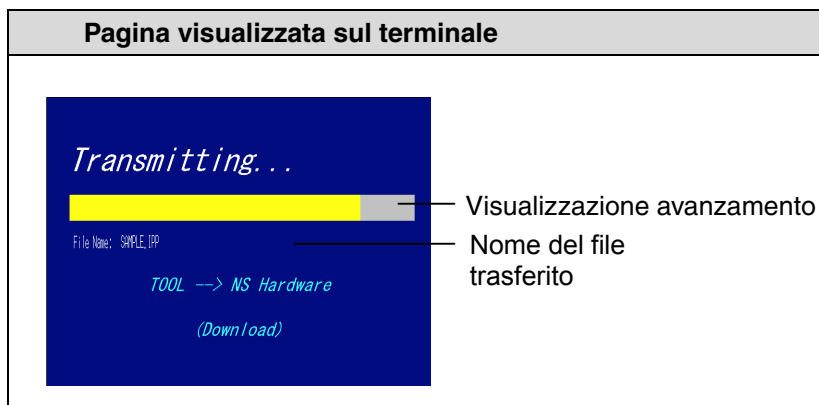 Pagina visualizzata sul terminale
Transmitting...
Visualizzazione avanzamento
File Name: SAMPLE.IPP
Nome del file
trasferito
TOOL --> NS Hardware
(Download)